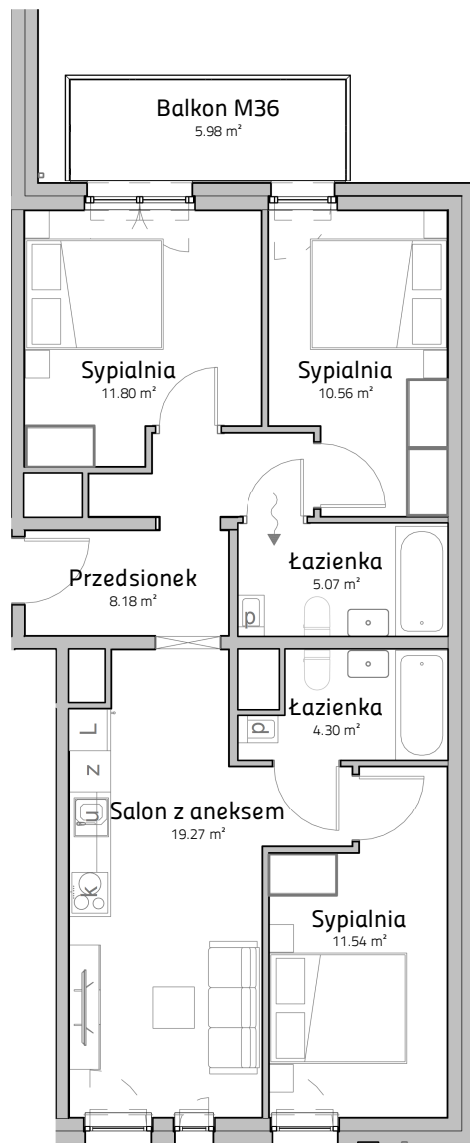 Balkon M36
5.98 m²
Sypialnia
11.80 m²
Sypialnia
10.56 m²
Łazienka
5.07 m²
Przedsionek
8.18 m²
p
Łazienka
4.30 m²
p
L
z
u
k
Salon z aneksem
19.27 m²
Sypialnia
11.54 m²